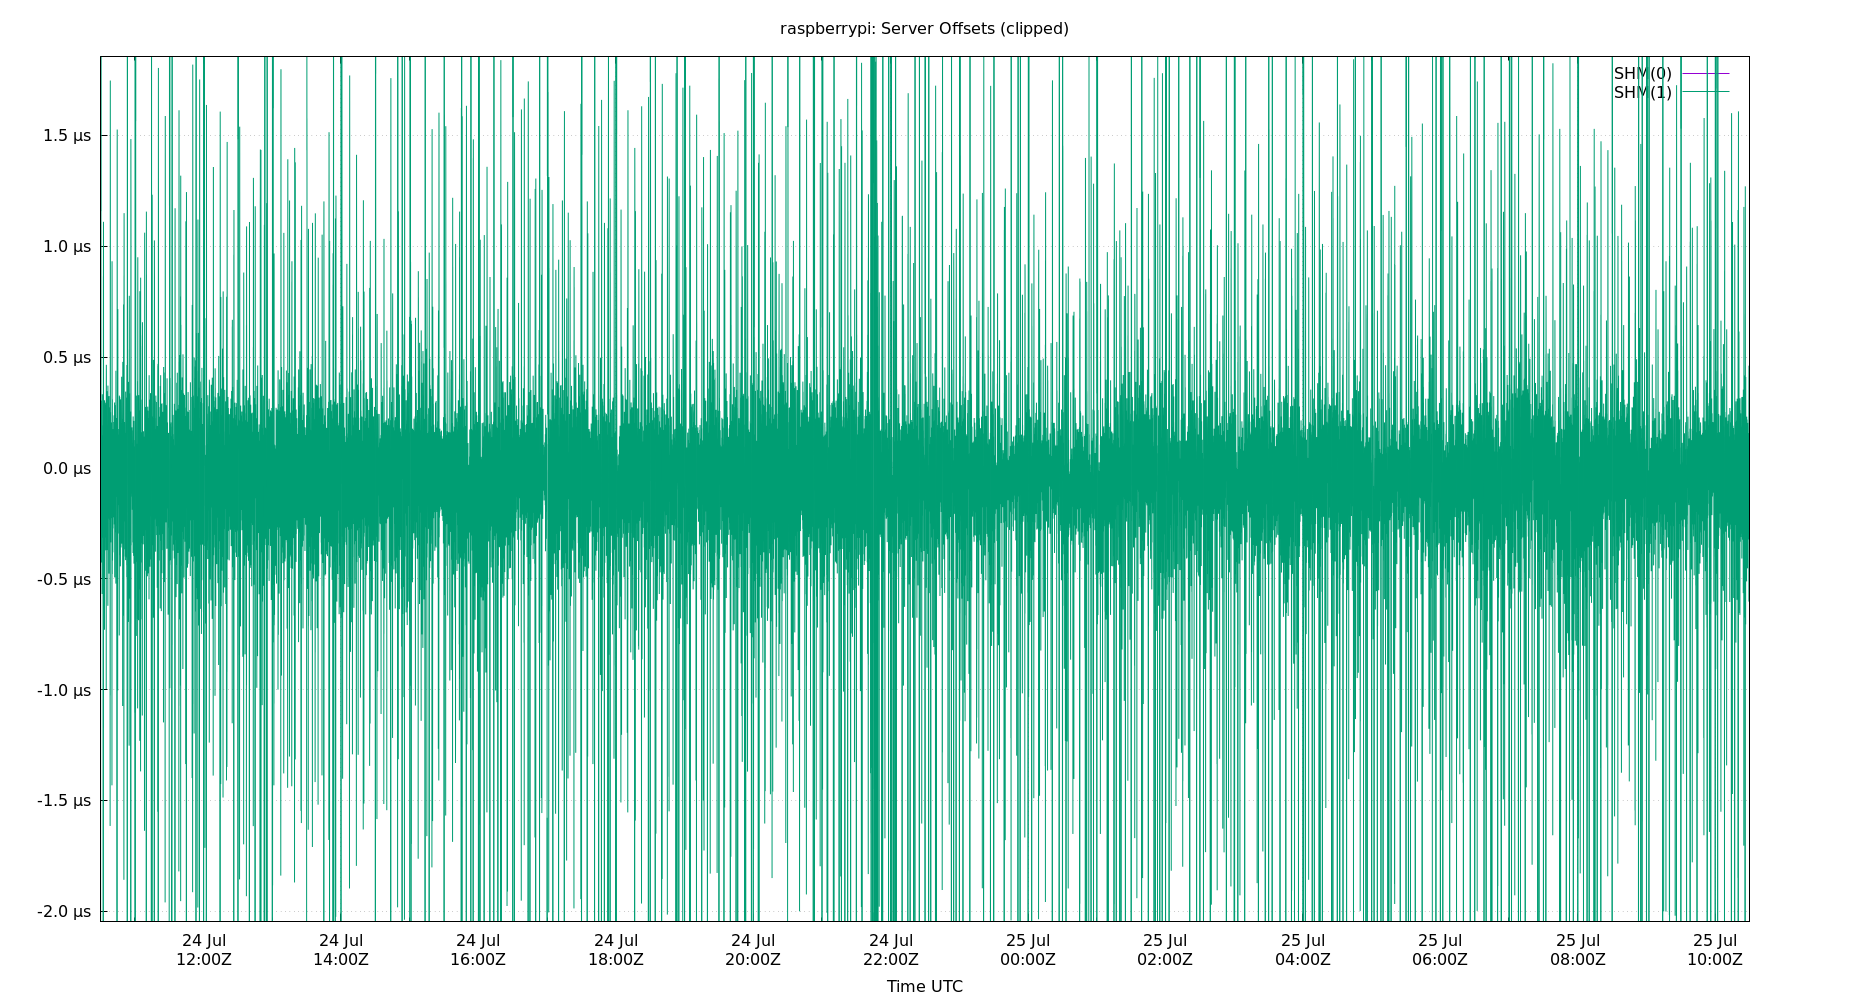 raspberrypi: Server Offsets (clipped)
SHM(0)
SHM(1)
1.5 µs
1.0 µs
0.5 µs
0.0 µs
-0.5 µs
-1.0 µs
-1.5 µs
-2.0 µs
24 Jul 24 Jul 24 Jul 24 Jul 24 Jul 24 Jul 25 Jul 25 Jul 25 Jul 25 Jul 25 Jul 25 Jul
12:00Z 14:00Z 16:00Z 18:00Z 20:00Z 22:00Z 00:00Z 02:00Z 04:00Z 06:00Z 08:00Z 10:00Z
Time UTC